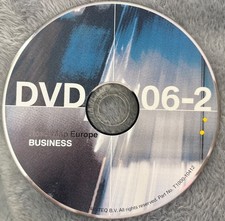 DVD /06-2
Europe
BUSINESS
B.V. All rights reserved. Part No.